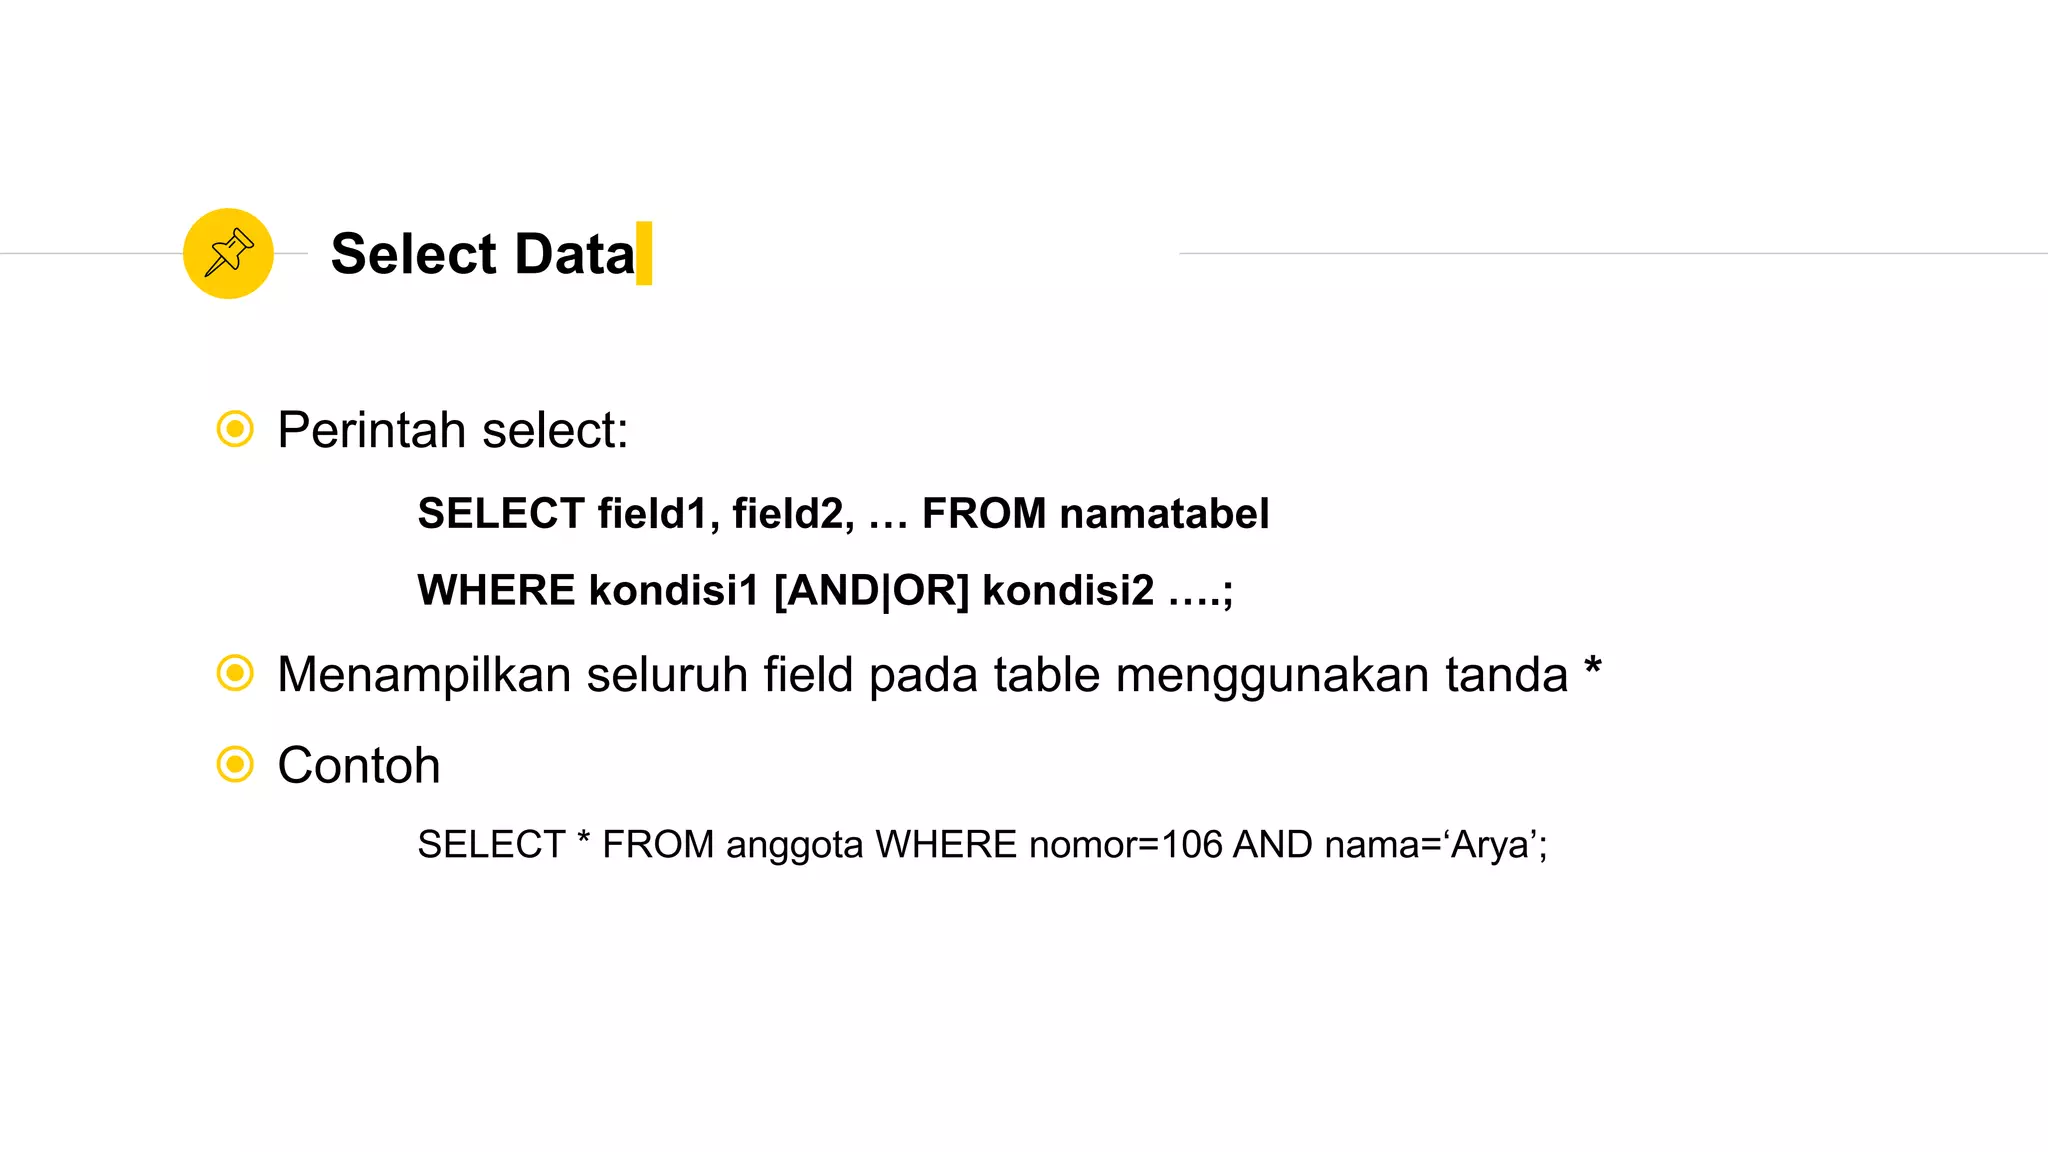 Select Data
Perintah select:
SELECT field1, field2, … FROM namatabel
WHERE kondisi1 [AND|OR] kondisi2 ….;
Menampilkan seluruh field pada table menggunakan tanda *
Contoh
SELECT * FROM anggota WHERE nomor=106 AND nama=‘Arya’;